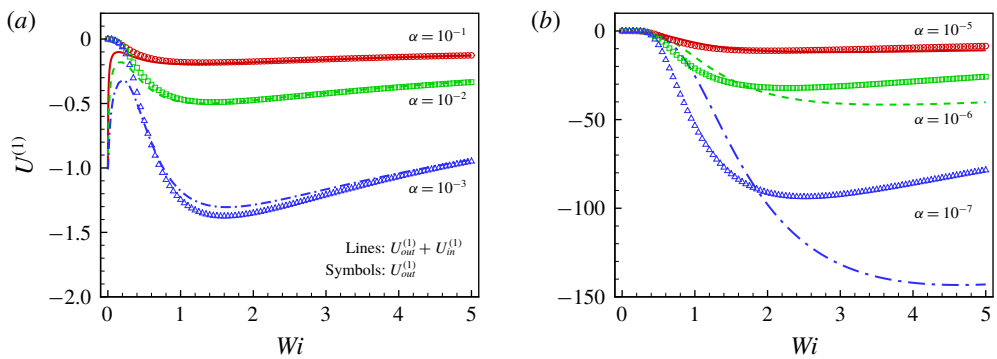 (a)
0
−0.5
−1.0
−1.5
−2.0
U^(1)
α = 10^−1
α = 10^−2
α = 10^−3
Lines: U_out^(1) + U_in^(1)
Symbols: U_out^(1)
0 1 2 3 4 5
Wi
(b)
0
−50
−100
−150
α = 10^−5
α = 10^−6
α = 10^−7
0 1 2 3 4 5
Wi